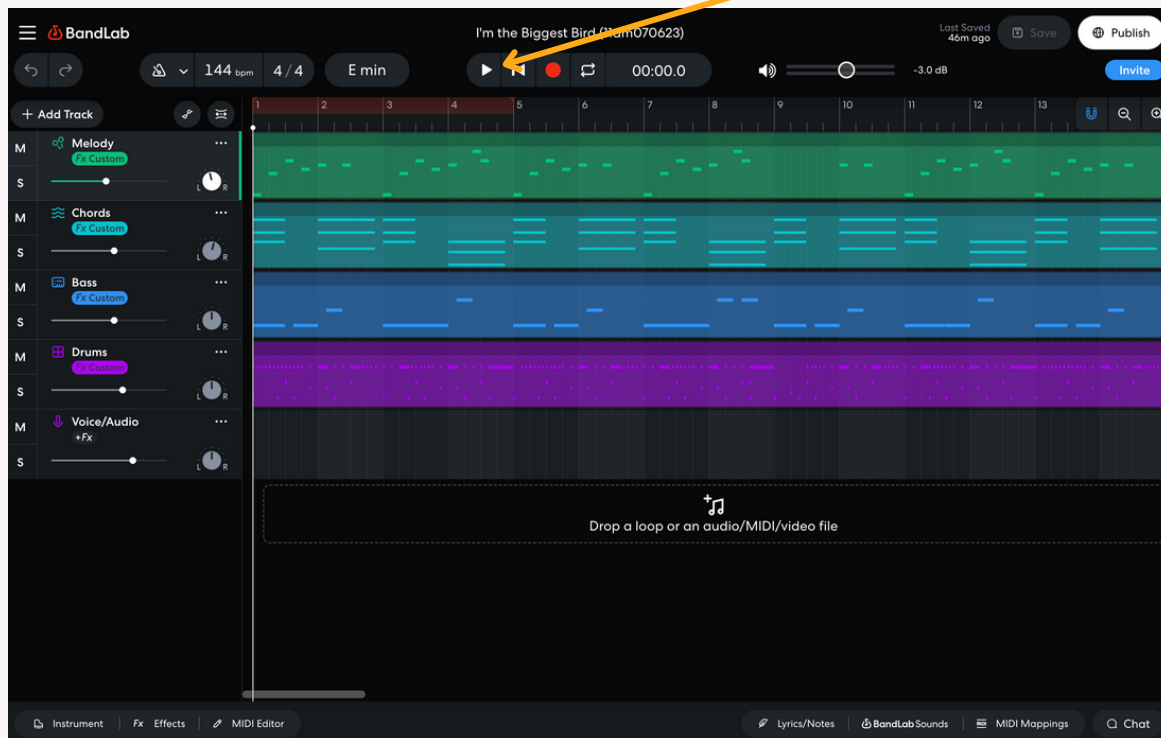 BandLab
I'm the Biggest Bird (11am070623)
Last Saved
46m ago
Save
Publish
144 bpm
4 / 4
E min
00:00.0
-3.0 dB
Invite
+ Add Track
1 2 3 4 5 6 7 8 9 10 11 12 13
M
Melody
Fx Custom
S
L R
M
Chords
Fx Custom
S
L R
M
Bass
Fx Custom
S
L R
M
Drums
Fx Custom
S
L R
M
Voice/Audio
+Fx
S
L R
Drop a loop or an audio/MIDI/video file
Instrument
Fx Effects
MIDI Editor
Lyrics/Notes
BandLab Sounds
MIDI Mappings
Chat